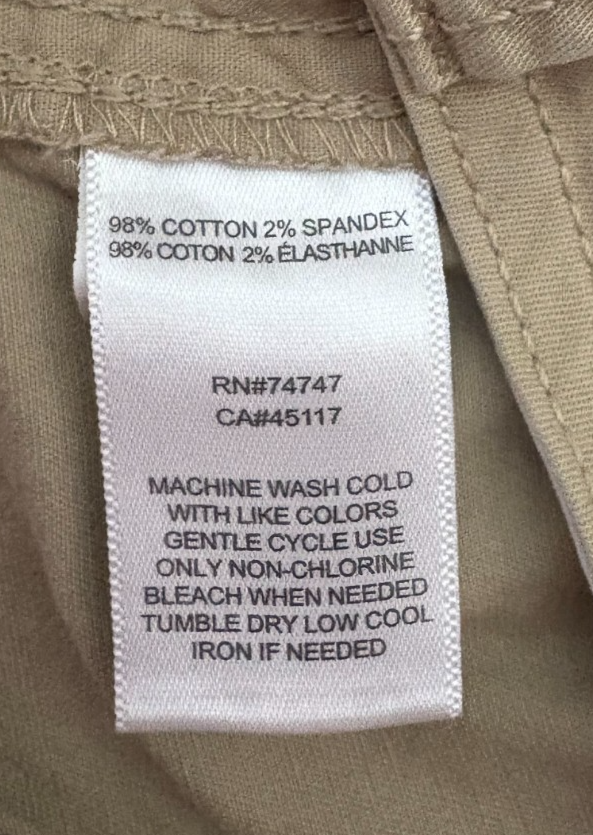 98% COTTON 2% SPANDEX
98% COTON 2% ÉLASTHANNE
RN#74747
CA#45117
MACHINE WASH COLD
WITH LIKE COLORS
GENTLE CYCLE USE
ONLY NON-CHLORINE
BLEACH WHEN NEEDED
TUMBLE DRY LOW COOL
IRON IF NEEDED